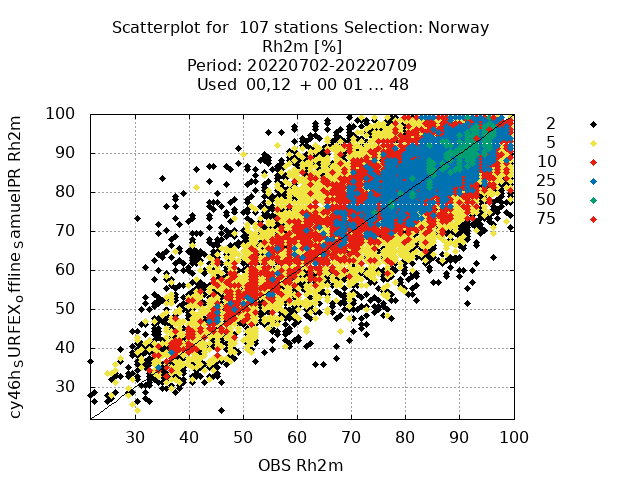 Scatterplot for 107 stations Selection: Norway
Rh2m [%]
Period: 20220702-20220709
Used 00,12 + 00 01 ... 48
cy46h_SURFEX_offline_samuelPR Rh2m
100
90
80
70
60
50
40
30
30 40 50 60 70 80 90 100
OBS Rh2m
2
5
10
25
50
75